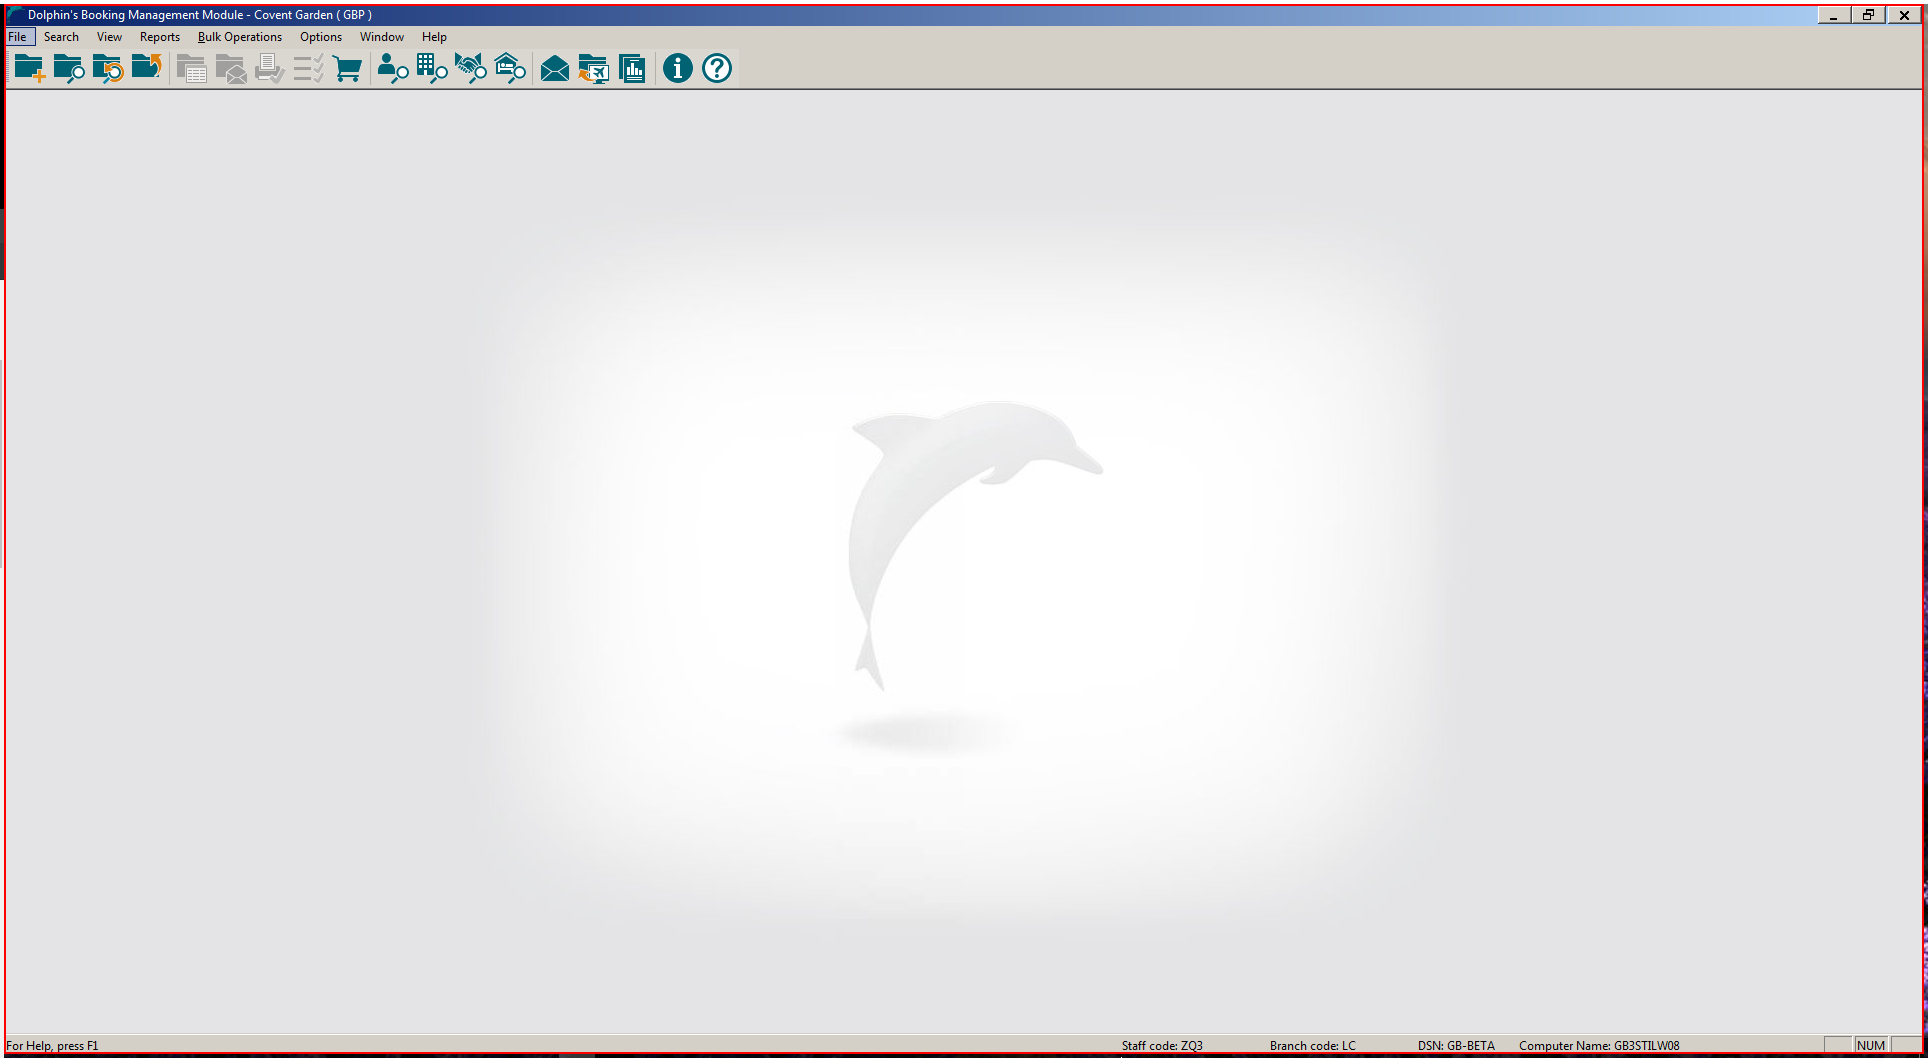 Dolphin's Booking Management Module - Covent Garden ( GBP )
File Search View Reports Bulk Operations Options Window Help
For Help, press F1 Staff code: ZQ3 Branch code: LC DSN: GB-BETA Computer Name: GB3STILW08 NUM